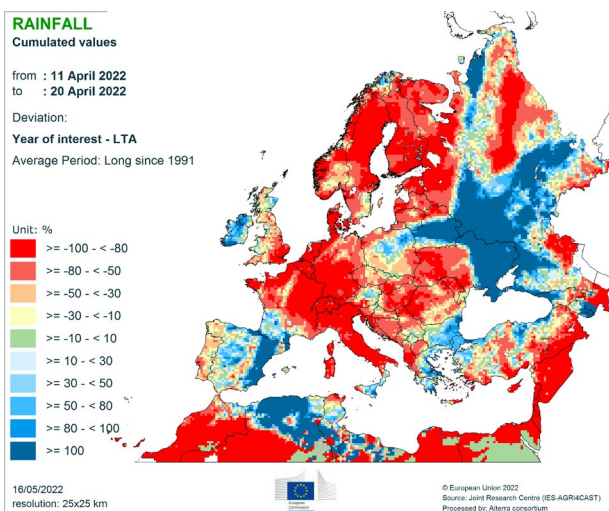 RAINFALL
Cumulated values
from : 11 April 2022
to : 20 April 2022
Deviation:
Year of interest - LTA
Average Period: Long since 1991
Unit: %
>= -100 - < -80
>= -80 - < -50
>= -50 - < -30
>= -30 - < -10
>= -10 - < 10
>= 10 - < 30
>= 30 - < 50
>= 50 - < 80
>= 80 - < 100
>= 100
16/05/2022
resolution: 25x25 km
European
Commission
© European Union 2022
Source: Joint Research Centre (IES-AGRI4CAST)
Processed by: Alterra consortium